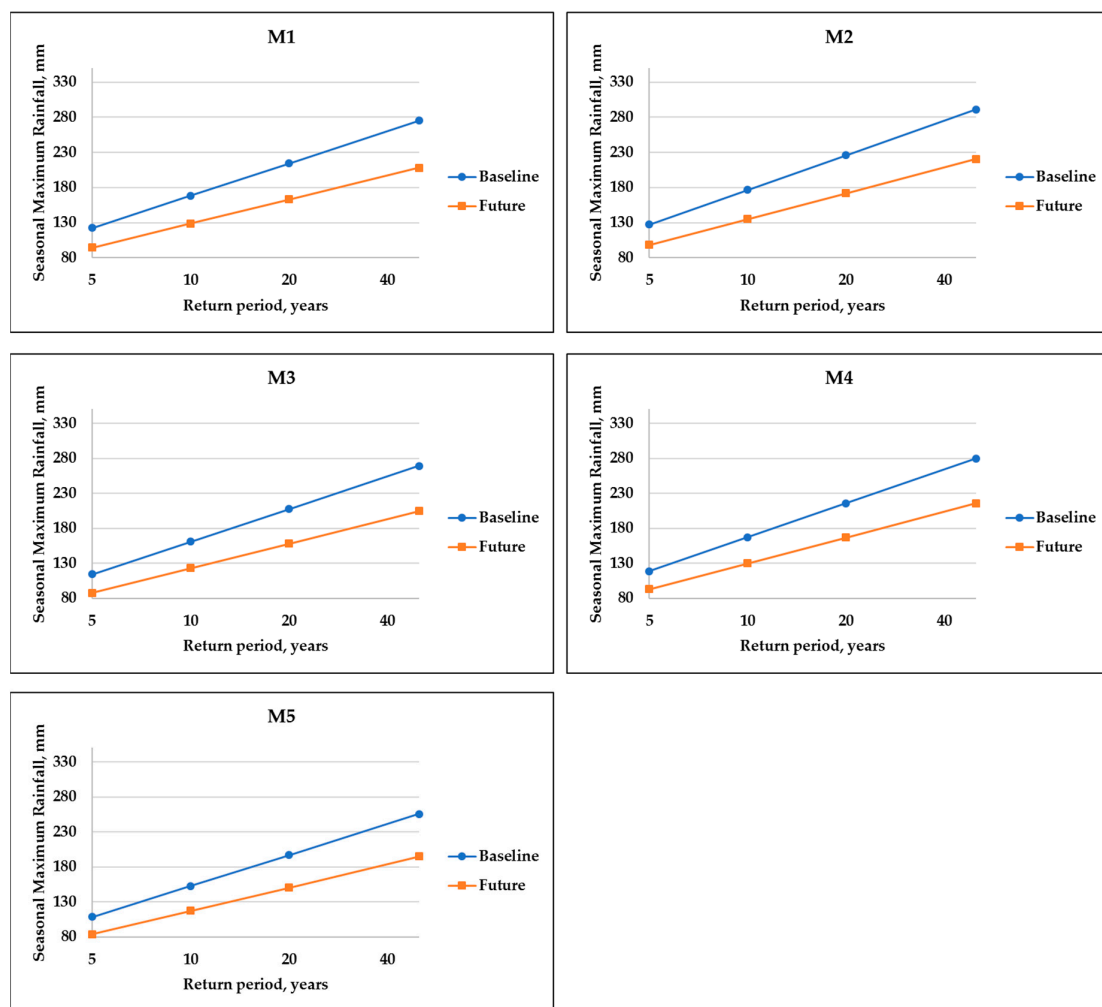 M1
Seasonal Maximum Rainfall, mm
330
280
230
180
130
80
5 10 20 40
Return period, years
Baseline
Future
M2
Seasonal Maximum Rainfall, mm
330
280
230
180
130
80
5 10 20 40
Return period, years
Baseline
Future
M3
Seasonal Maximum Rainfall, mm
330
280
230
180
130
80
5 10 20 40
Return period, years
Baseline
Future
M4
Seasonal Maximum Rainfall, mm
330
280
230
180
130
80
5 10 20 40
Return period, years
Baseline
Future
M5
Seasonal Maximum Rainfall, mm
330
280
230
180
130
80
5 10 20 40
Return period, years
Baseline
Future